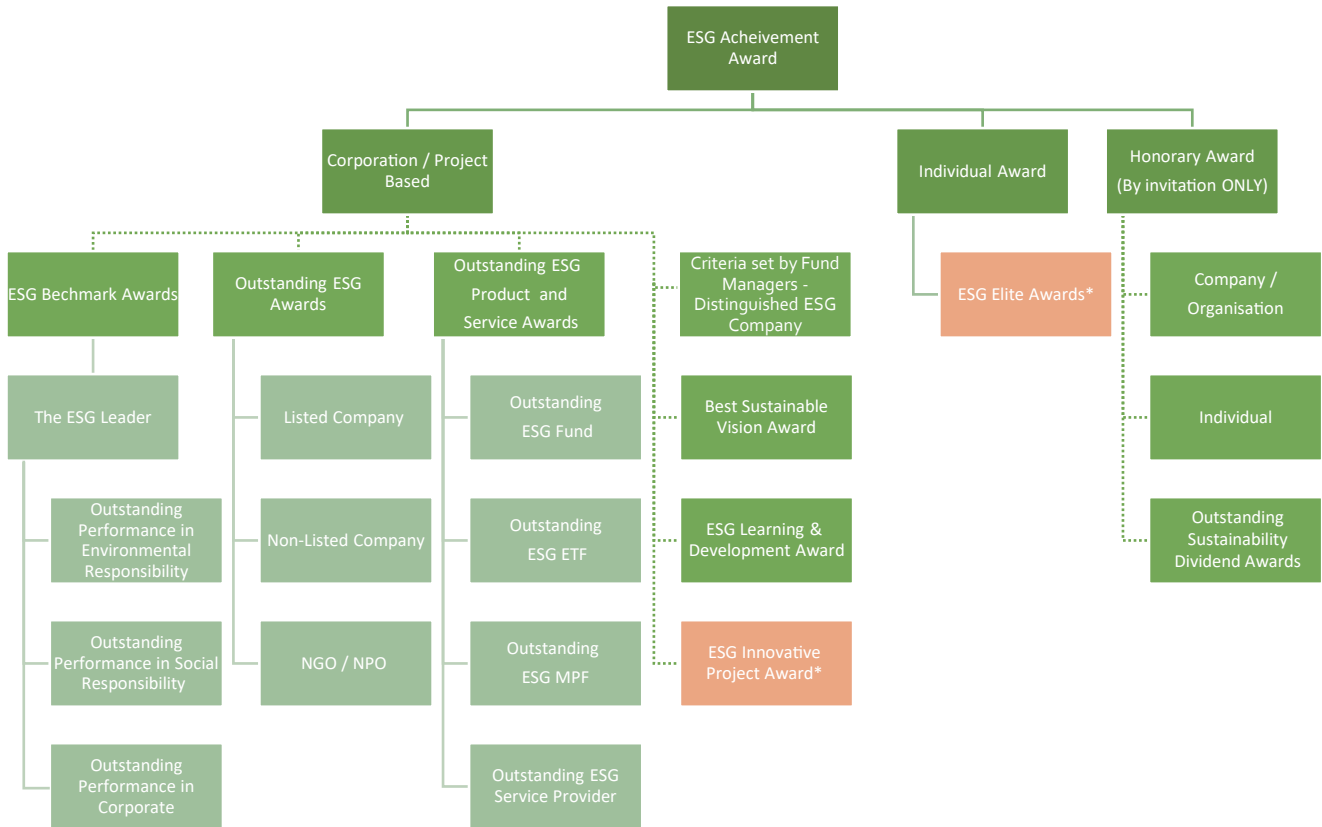 ESG Acheivement
Award
Corporation / Project
Based
Individual Award
Honorary Award
(By invitation ONLY)
ESG Bechmark Awards
Outstanding ESG
Awards
Outstanding ESG
Product and
Service Awards
Criteria set by Fund
Managers -
Distinguished ESG
Company
ESG Elite Awards*
Company /
Organisation
The ESG Leader
Listed Company
Outstanding
ESG Fund
Best Sustainable
Vision Award
Individual
Outstanding
Performance in
Environmental
Responsibility
Non-Listed Company
Outstanding
ESG ETF
ESG Learning &
Development Award
Outstanding
Sustainability
Dividend Awards
Outstanding
Performance in Social
Responsibility
NGO / NPO
Outstanding
ESG MPF
ESG Innovative
Project Award*
Outstanding
Performance in
Corporate
Outstanding ESG
Service Provider